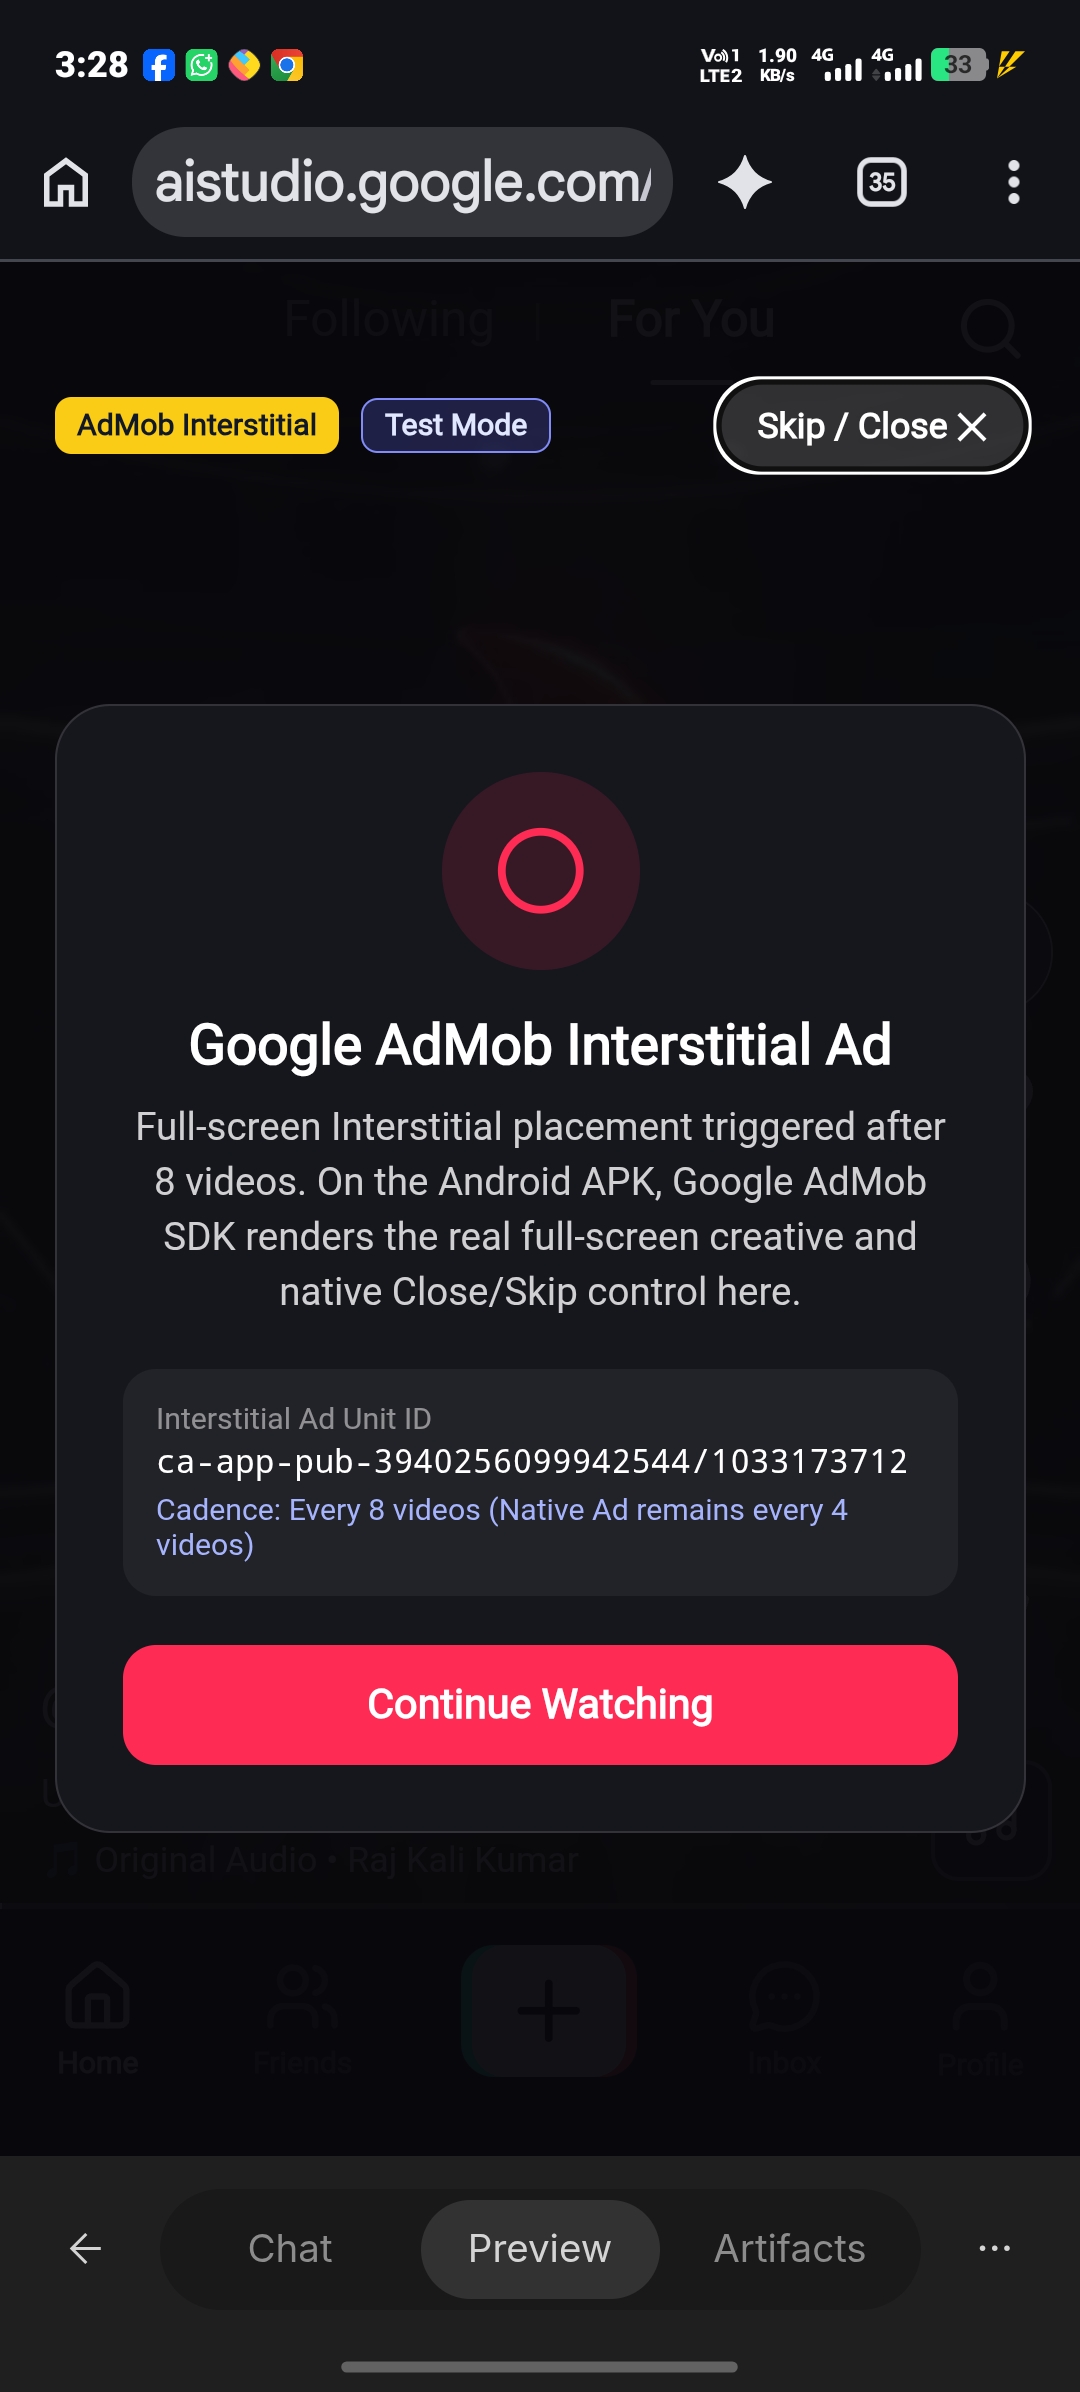 3:28
Vo 1
LTE2
1.90
KB/s
4G
4G
33
aistudio.google.com/
35
Following
For You
AdMob Interstitial
Test Mode
Skip / Close
Google AdMob Interstitial Ad
Full-screen Interstitial placement triggered after
8 videos. On the Android APK, Google AdMob
SDK renders the real full-screen creative and
native Close/Skip control here.
Interstitial Ad Unit ID
ca-app-pub-3940256099942544/1033173712
Cadence: Every 8 videos (Native Ad remains every 4
videos)
Continue Watching
Original Audio • Raj Kali Kumar
Home
Friends
Inbox
Profile
Chat
Preview
Artifacts